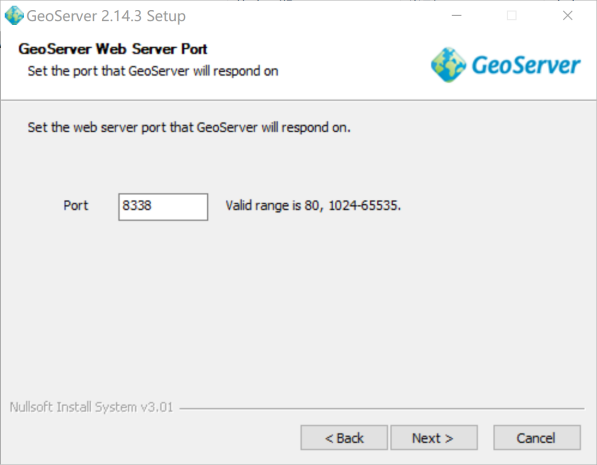 GeoServer 2.14.3 Setup
GeoServer Web Server Port
Set the port that GeoServer will respond on
GeoServer
Set the web server port that GeoServer will respond on.
Port 8338 Valid range is 80, 1024-65535.
Nullsoft Install System v3.01
< Back Next > Cancel